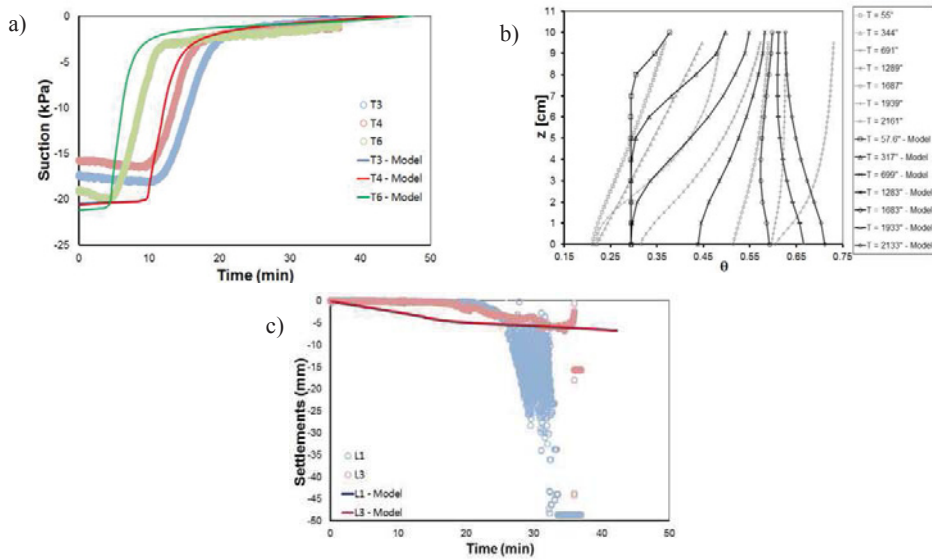 a)
Suction (kPa)
0
-5
-10
-15
-20
-25
0 10 20 30 40 50
Time (min)
T3
T4
T6
T3 - Model
T4 - Model
T6 - Model
b)
z [cm]
11
10
9
8
7
6
5
4
3
2
1
0
0.15 0.25 0.35 0.45 0.55 0.65 0.75
θ
T = 55"
T = 344"
T = 691"
T = 1289"
T = 1687"
T = 1939"
T = 2161"
T = 57.6" - Model
T = 317" - Model
T = 699" - Model
T = 1283" - Model
T = 1683" - Model
T = 1933" - Model
T = 2133" - Model
c)
Settlements (mm)
0
-5
-10
-15
-20
-25
-30
-35
-40
-45
-50
0 10 20 30 40 50
Time (min)
L1
L3
L1 - Model
L3 - Model